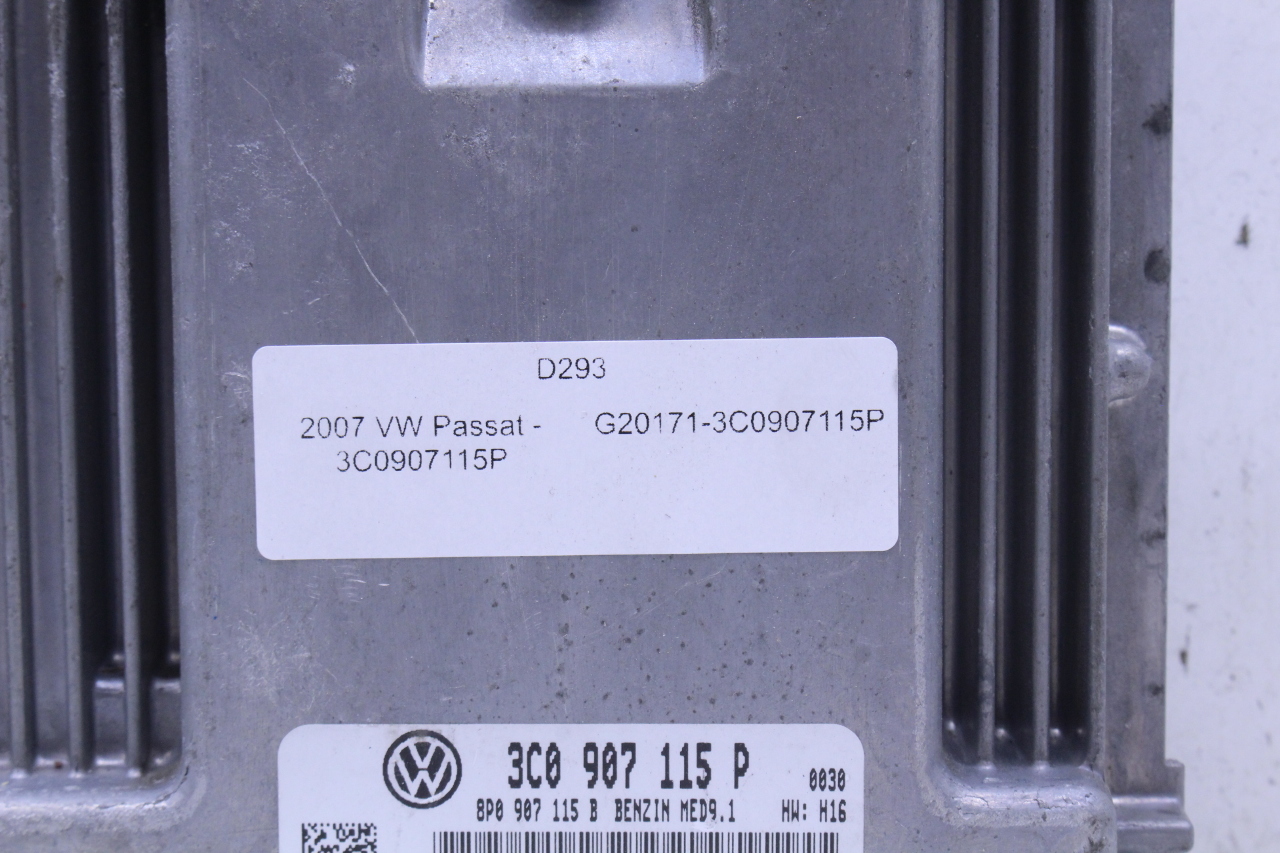 D293
2007 VW Passat -
3C0907115P
G20171-3C0907115P
3C0 907 115 P
0030
8P0 907 115 B BENZIN MED9.1
HW: H16